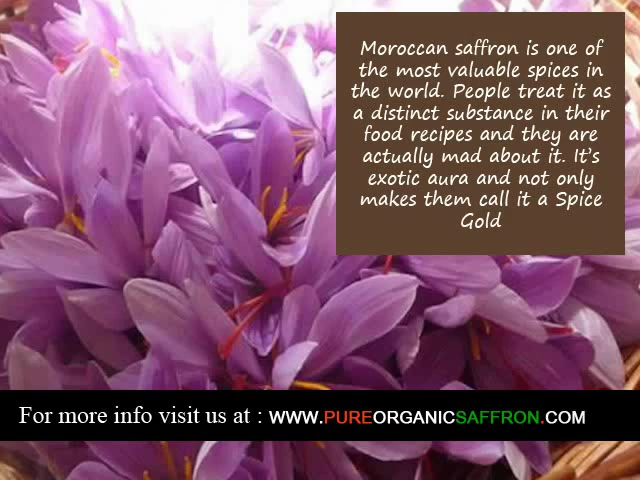 Moroccan saffron is one of
the most valuable spices in
the world. People treat it as
a distinct substance in their
food recipes and they are
actually mad about it. It's
exotic aura and not only
makes them call it a Spice
Gold
For more info visit us at : WWW.PUREORGANICSAFFRON.COM